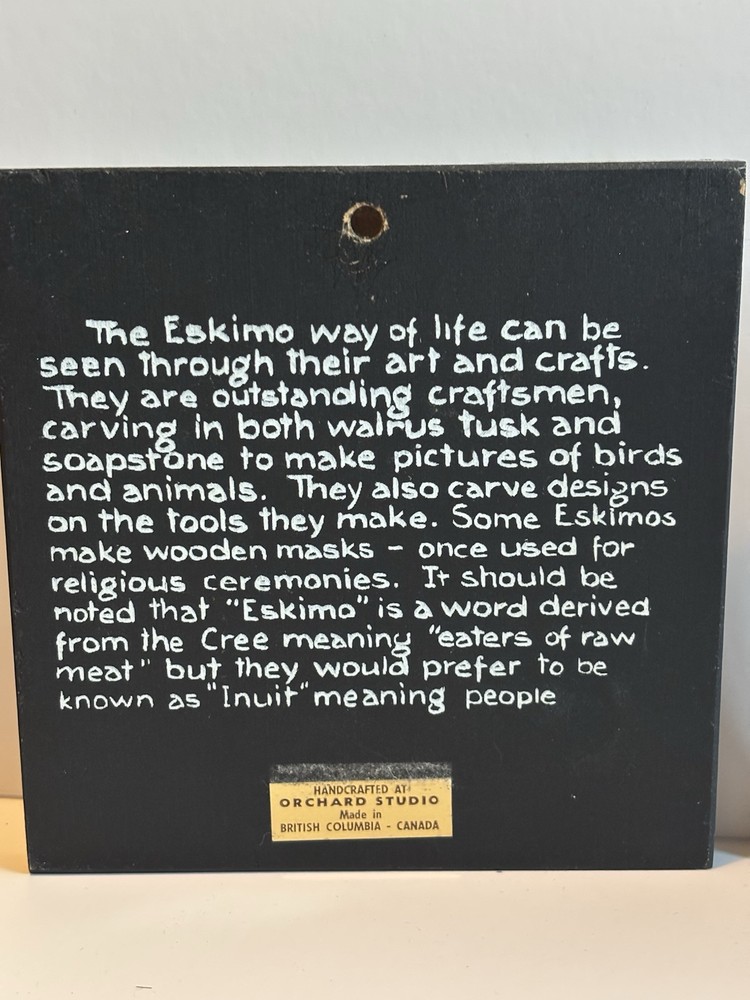 The Eskimo way of life can be
seen through their art and crafts.
They are outstanding craftsmen,
carving in both walrus tusk and
soapstone to make pictures of birds
and animals. They also carve designs
on the tools they make. Some Eskimos
make wooden masks - once used for
religious ceremonies. It should be
noted that "Eskimo" is a word derived
from the Cree meaning "eaters of raw
meat" but they would prefer to be
known as "Inuit" meaning people
HANDCRAFTED AT
ORCHARD STUDIO
Made in
BRITISH COLUMBIA - CANADA